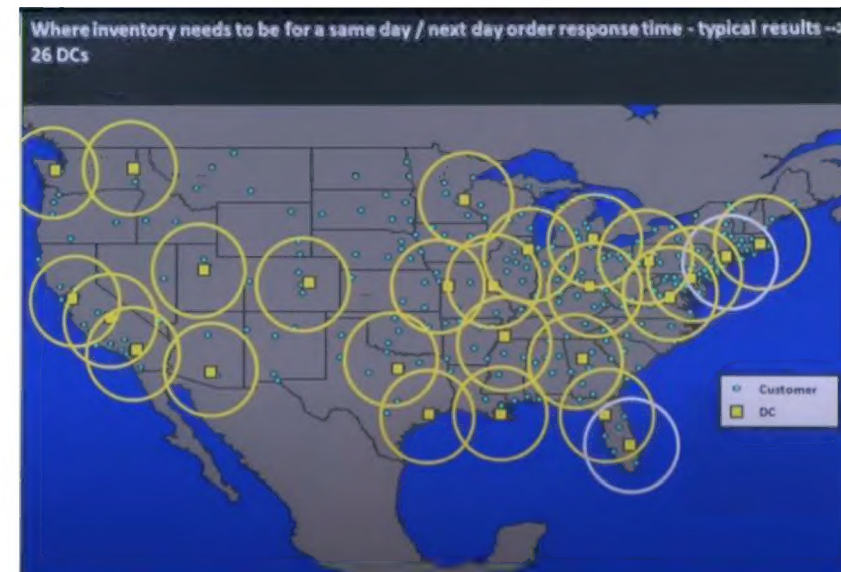 Where inventory needs to be for a same day / next day order response time - typical results -->
26 DCs
Customer
DC